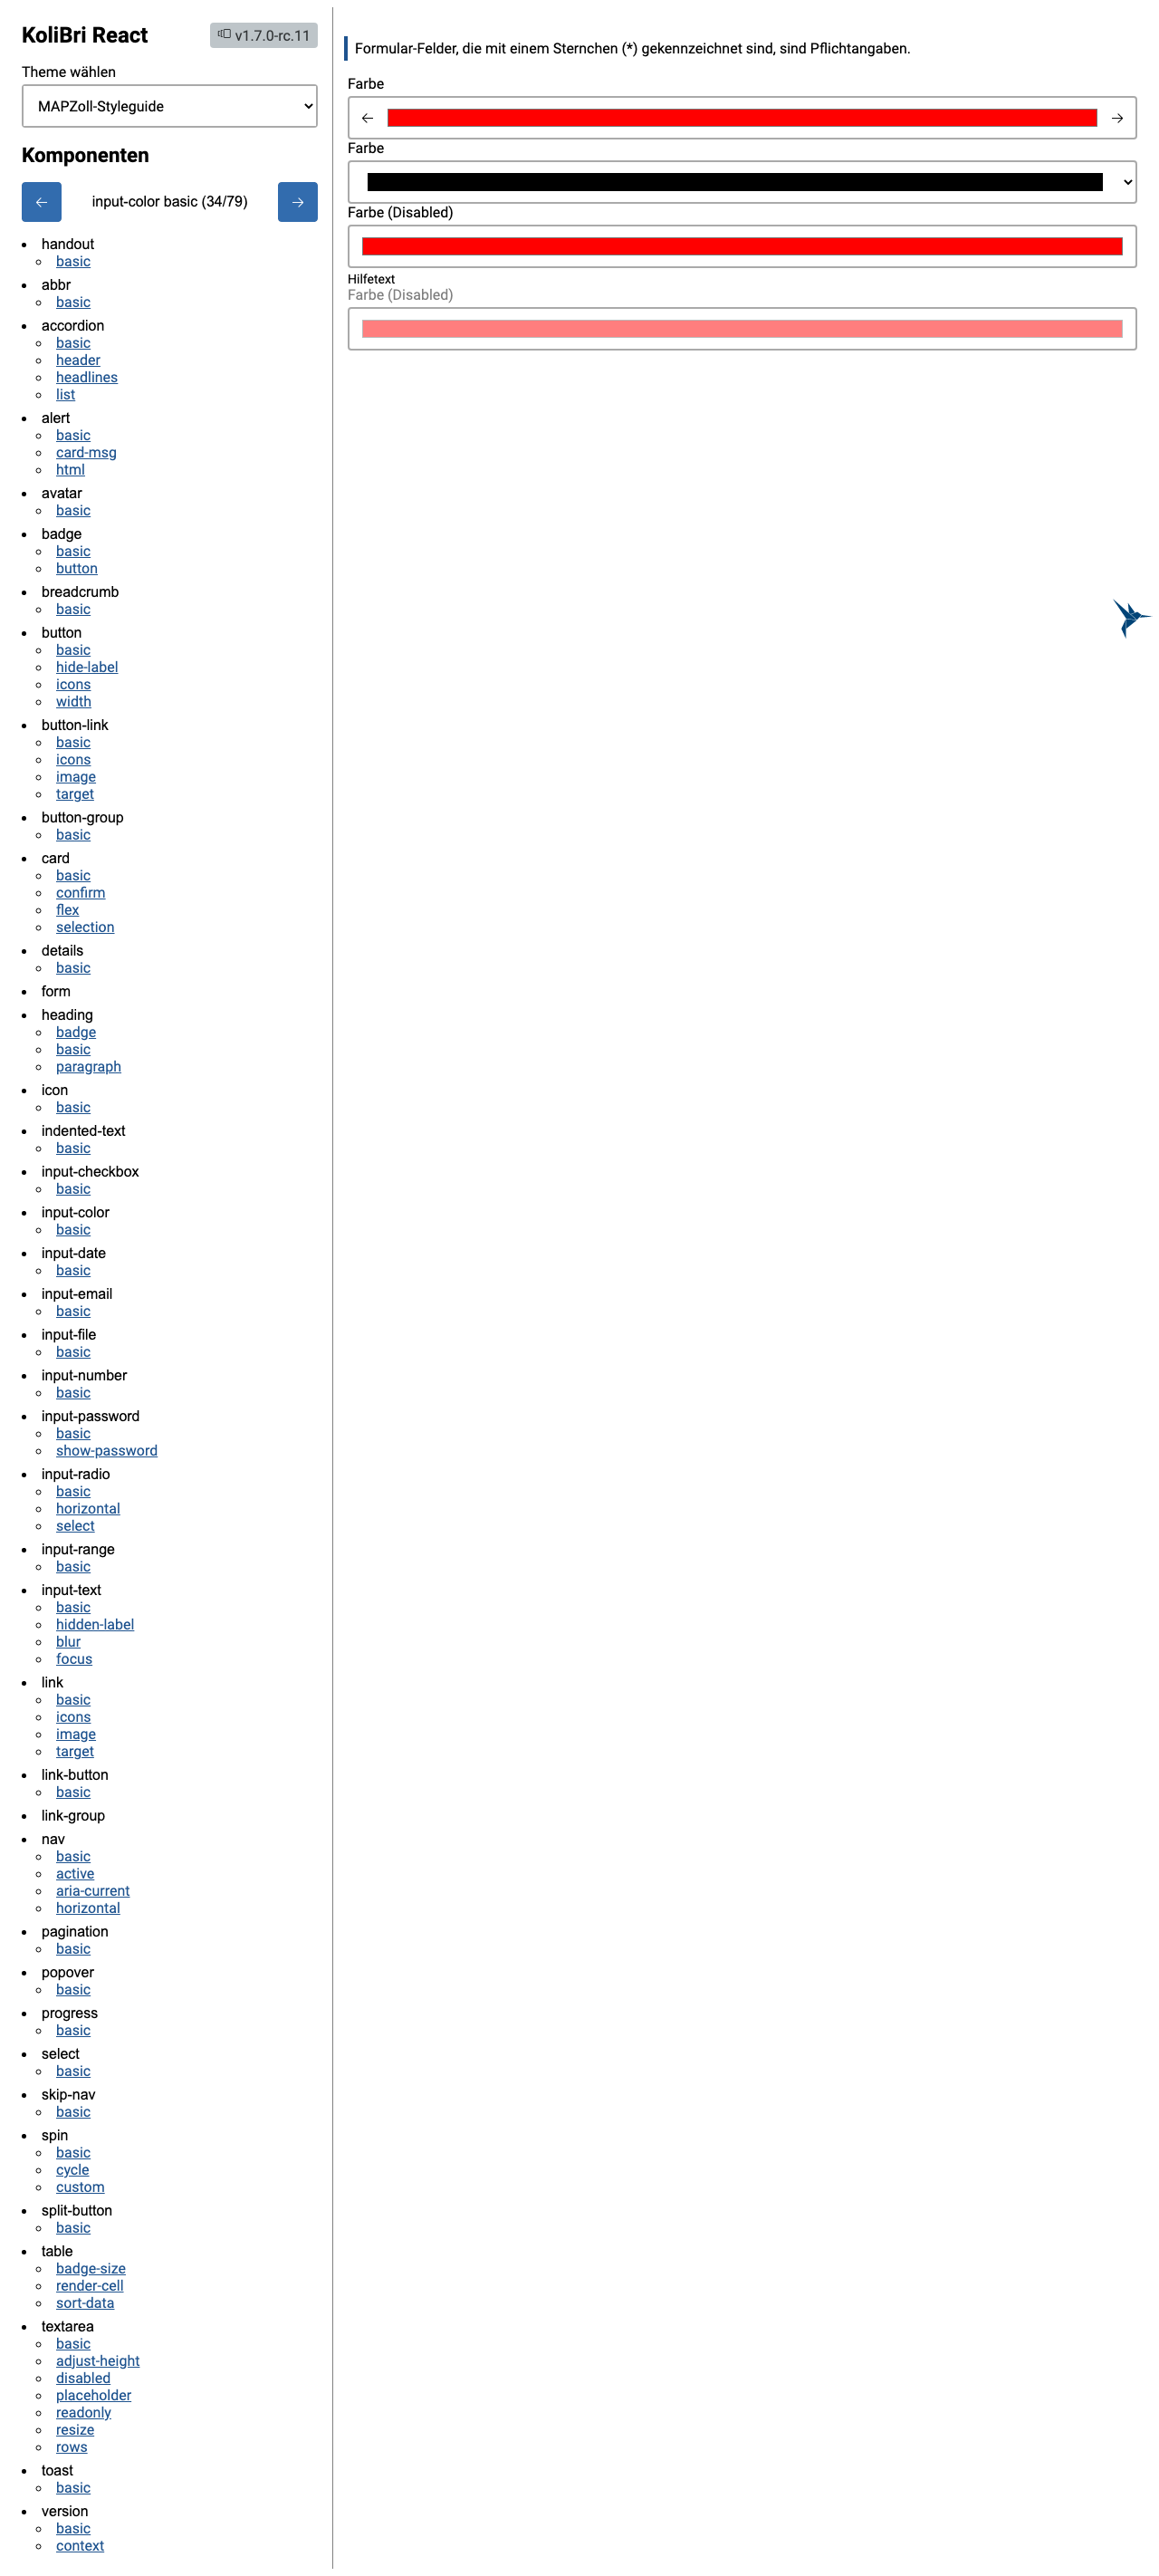 KoliBri React
v1.7.0-rc.11
Theme wählen
MAPZoll-Styleguide
Komponenten
← input-color basic (34/79) →
handout
basic
abbr
basic
accordion
basic
header
headlines
list
alert
basic
card-msg
html
avatar
basic
badge
basic
button
breadcrumb
basic
button
basic
hide-label
icons
width
button-link
basic
icons
image
target
button-group
basic
card
basic
confirm
flex
selection
details
basic
form
heading
badge
basic
paragraph
icon
basic
indented-text
basic
input-checkbox
basic
input-color
basic
input-date
basic
input-email
basic
input-file
basic
input-number
basic
input-password
basic
show-password
input-radio
basic
horizontal
select
input-range
basic
input-text
basic
hidden-label
blur
focus
link
basic
icons
image
target
link-button
basic
link-group
nav
basic
active
aria-current
horizontal
pagination
basic
popover
basic
progress
basic
select
basic
skip-nav
basic
spin
basic
cycle
custom
split-button
basic
table
badge-size
render-cell
sort-data
textarea
basic
adjust-height
disabled
placeholder
readonly
resize
rows
toast
basic
version
basic
context
Formular-Felder, die mit einem Sternchen (*) gekennzeichnet sind, sind Pflichtangaben.
Farbe
← →
Farbe
Farbe (Disabled)
Hilfetext
Farbe (Disabled)